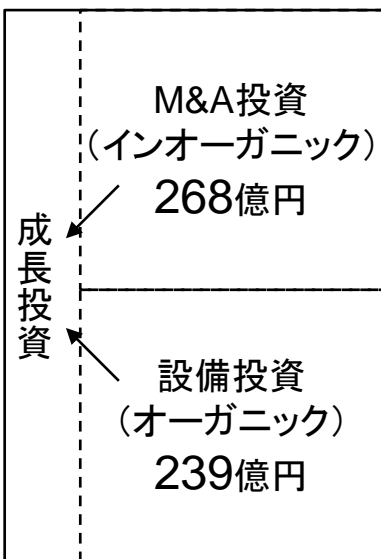 成長投資
M&A投資
（インオーガニック）
268億円
設備投資
（オーガニック）
239億円